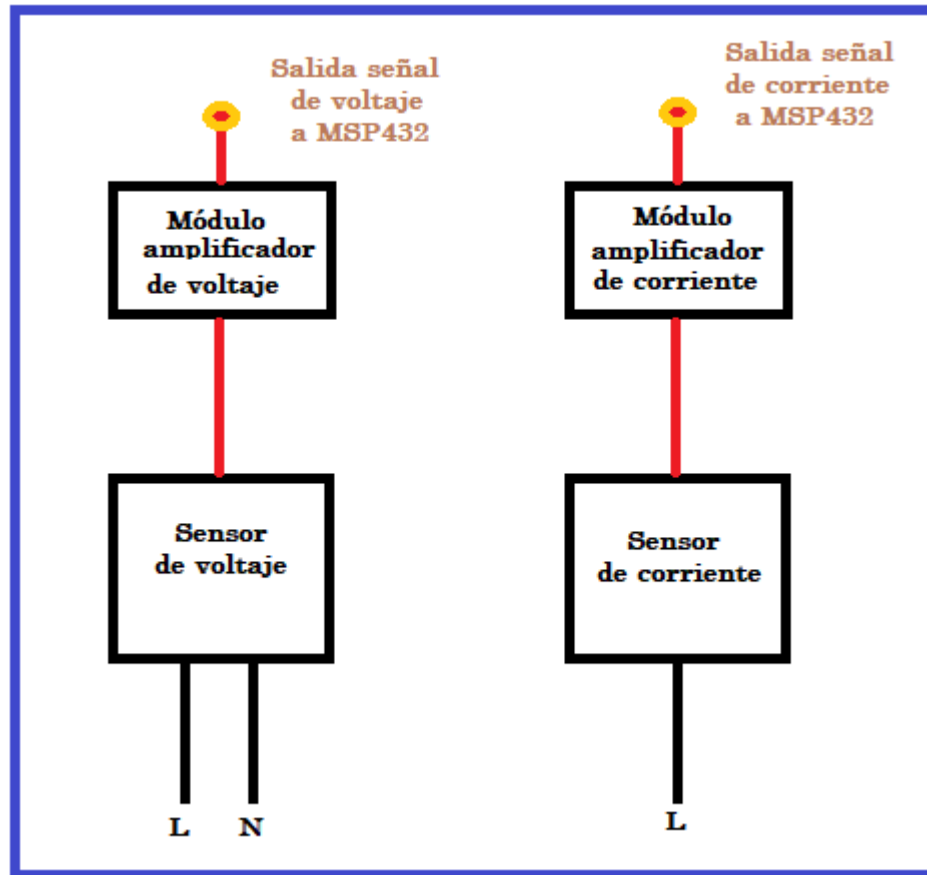 Salida señal
de voltaje
a MSP432
Salida señal
de corriente
a MSP432
Módulo
amplificador
de voltaje
Módulo
amplificador
de corriente
Sensor
de voltaje
Sensor
de corriente
L N
L